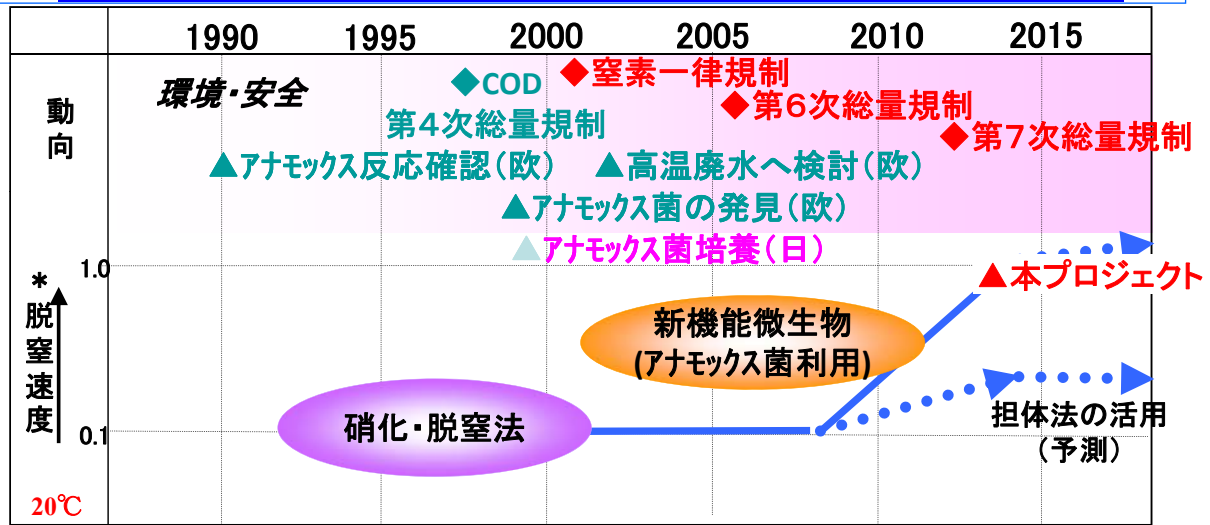 1990 1995 2000 2005 2010 2015
動向
環境・安全
◆COD
第4次総量規制
◆窒素一律規制
◆第6次総量規制
◆第7次総量規制
▲アナモックス反応確認(欧)
▲高温廃水へ検討(欧)
▲アナモックス菌の発見(欧)
▲アナモックス菌培養(日)
1.0
▲本プロジェクト
*脱窒速度
新機能微生物
(アナモックス菌利用)
硝化・脱窒法
担体法の活用
(予測)
0.1
20℃